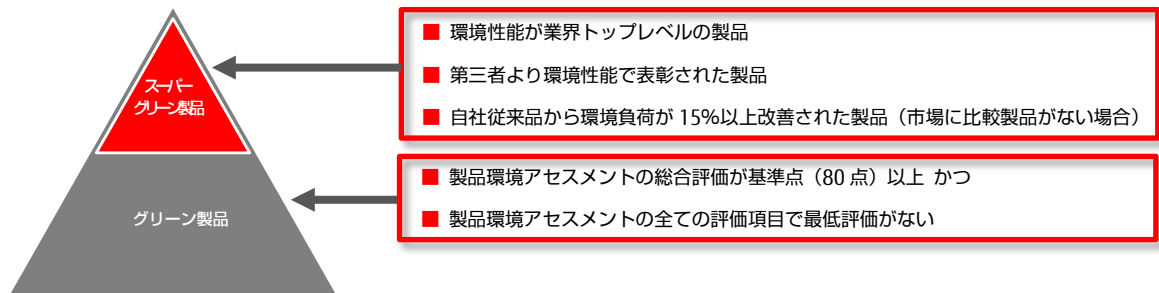 スーパー
グリーン製品
グリーン製品
■ 環境性能が業界トップレベルの製品
■ 第三者より環境性能で表彰された製品
■ 自社従来品から環境負荷が 15%以上改善された製品（市場に比較製品がない場合）
■ 製品環境アセスメントの総合評価が基準点（80 点）以上 かつ
■ 製品環境アセスメントの全ての評価項目で最低評価がない